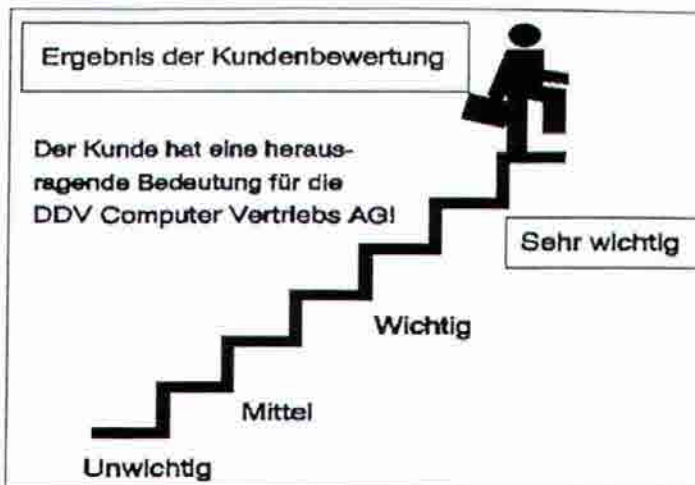 Ergebnis der Kundenbewertung
Der Kunde hat eine heraus-
ragende Bedeutung für die
DDV Computer Vertriebs AG!
Sehr wichtig
Wichtig
Mittel
Unwichtig